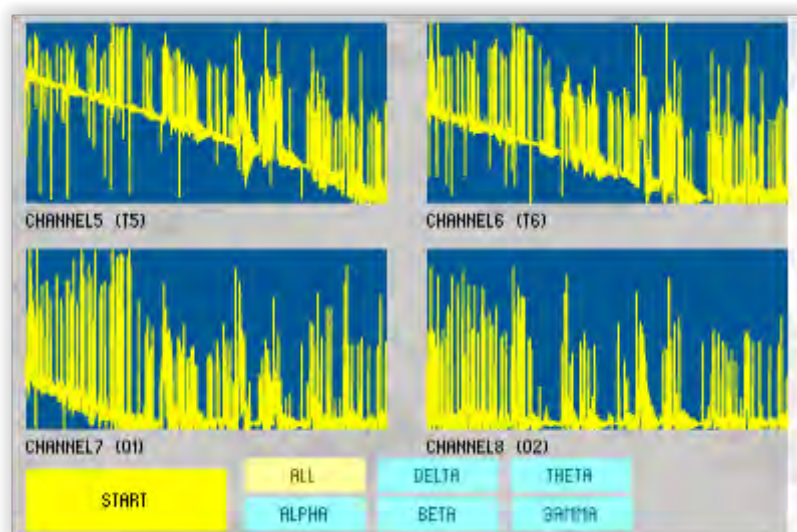 CHANNEL5 (T5)
CHANNEL6 (T6)
CHANNEL7 (O1)
CHANNEL8 (O2)
START
ALL
DELTA
THETA
ALPHA
BETA
GAMMA